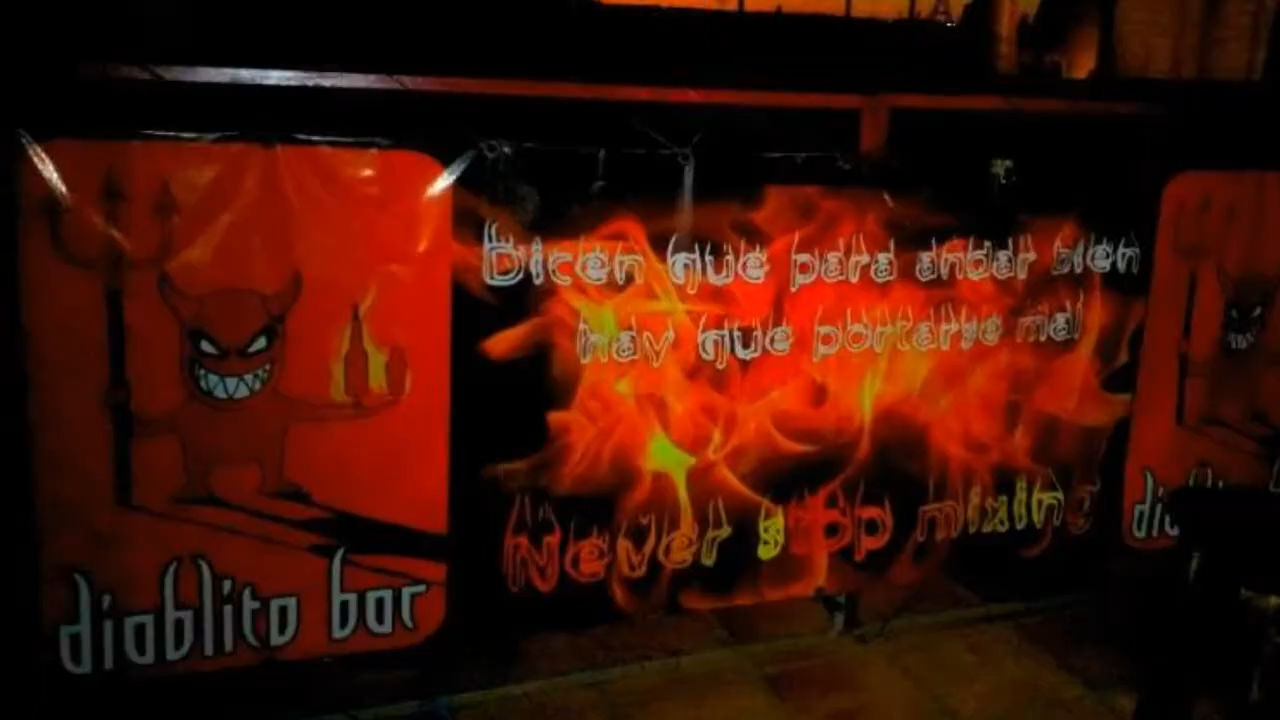 diablito bar
Dicen que para andar bien
hay que portarse mal
Never stop mixing